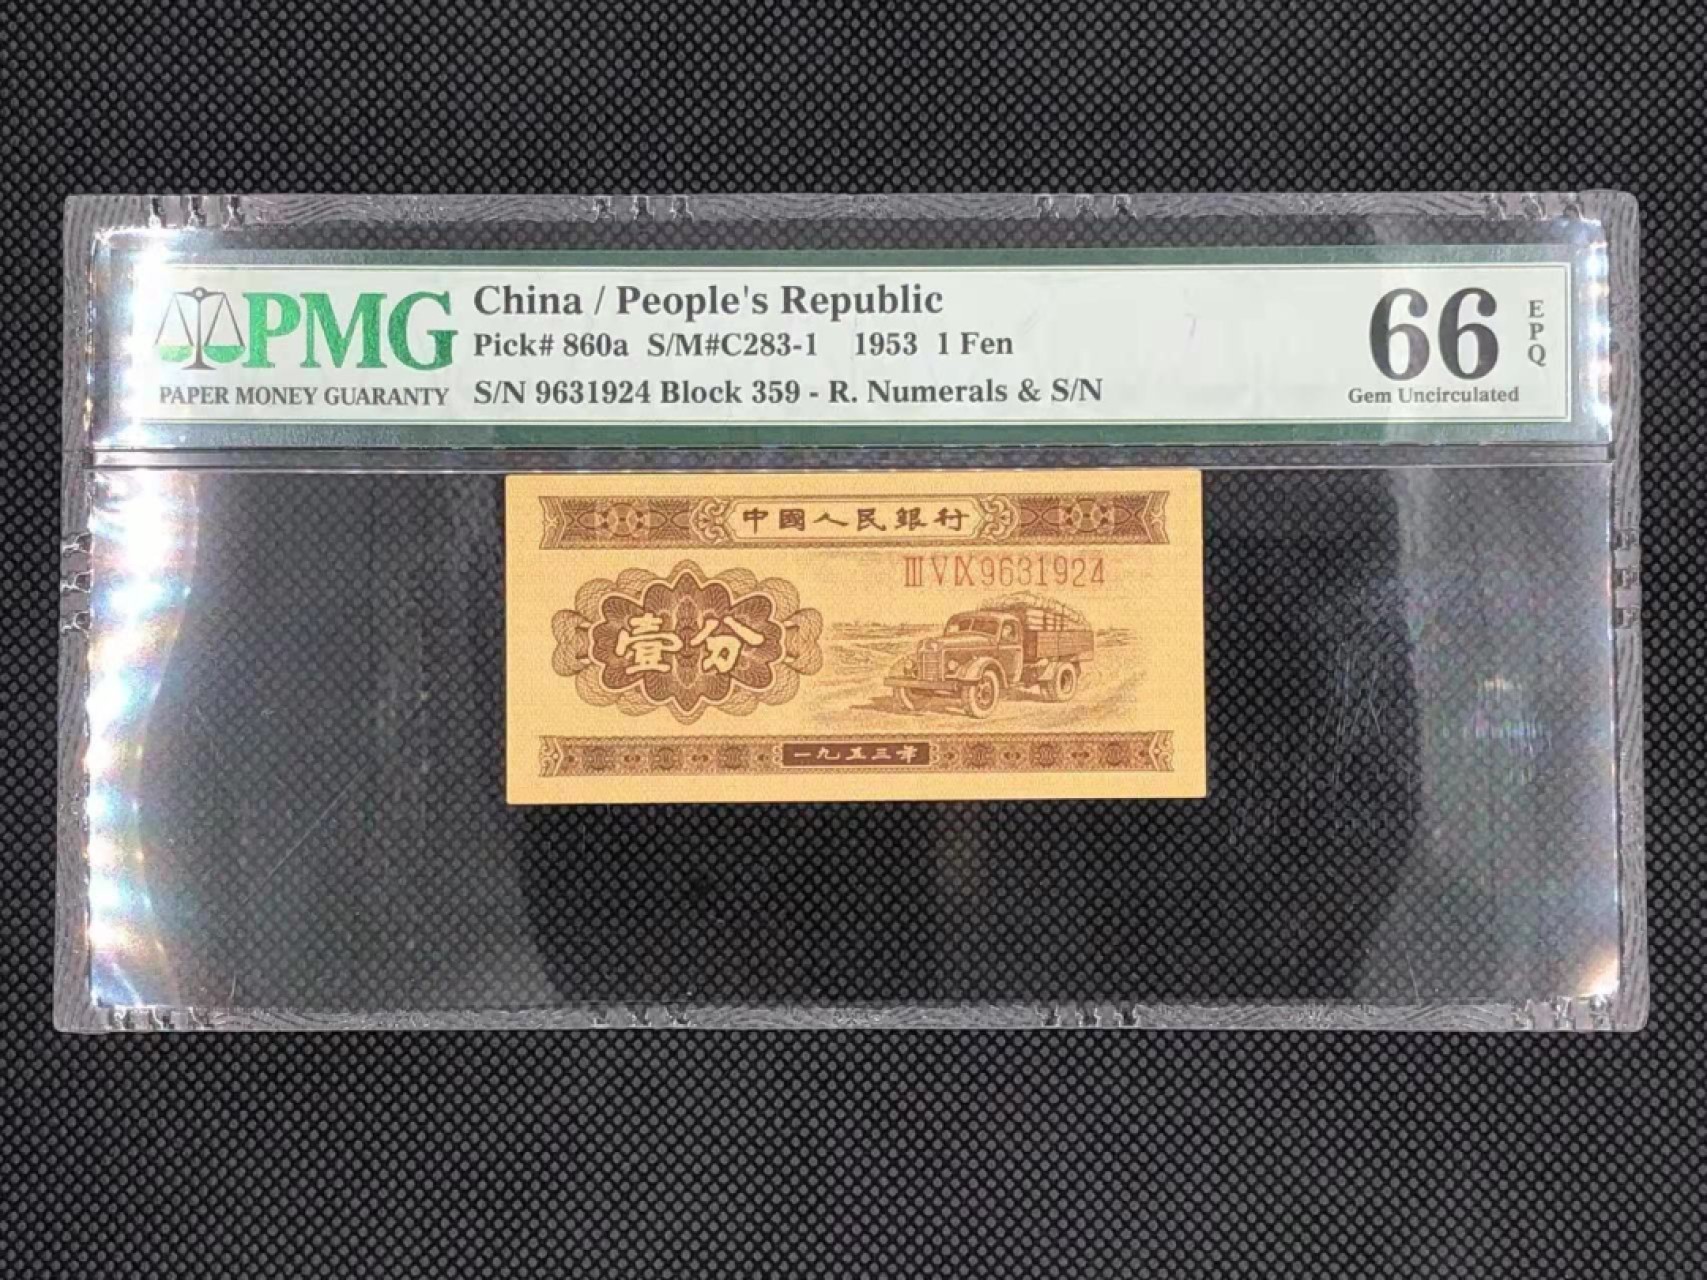 PMG
PAPER MONEY GUARANTY
China / People's Republic
Pick# 860a S/M#C283-1 1953 1 Fen
S/N 9631924 Block 359 - R. Numerals & S/N
66
EPQ
Gem Uncirculated
中國人民銀行
III V IX 9631924
壹分
一九五三年